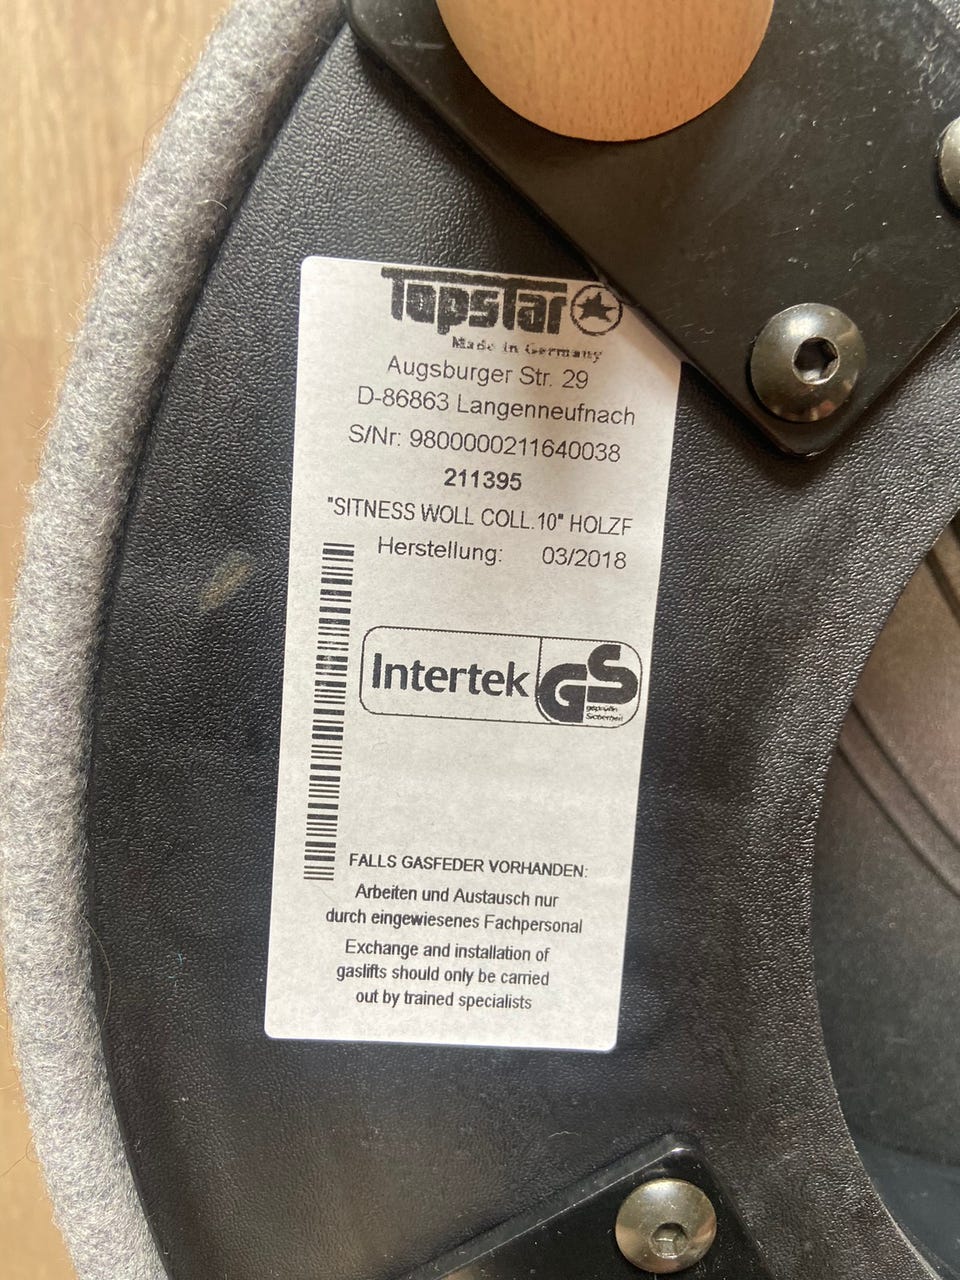 Topstar
Made in Germany
Augsburger Str. 29
D-86863 Langenneufnach
S/Nr: 9800000211640038
211395
"SITNESS WOLL COLL.10" HOLZF
Herstellung: 03/2018
Intertek
GS
geprüfte
Sicherheit
FALLS GASFEDER VORHANDEN:
Arbeiten und Austausch nur
durch eingewiesenes Fachpersonal
Exchange and installation of
gaslifts should only be carried
out by trained specialists